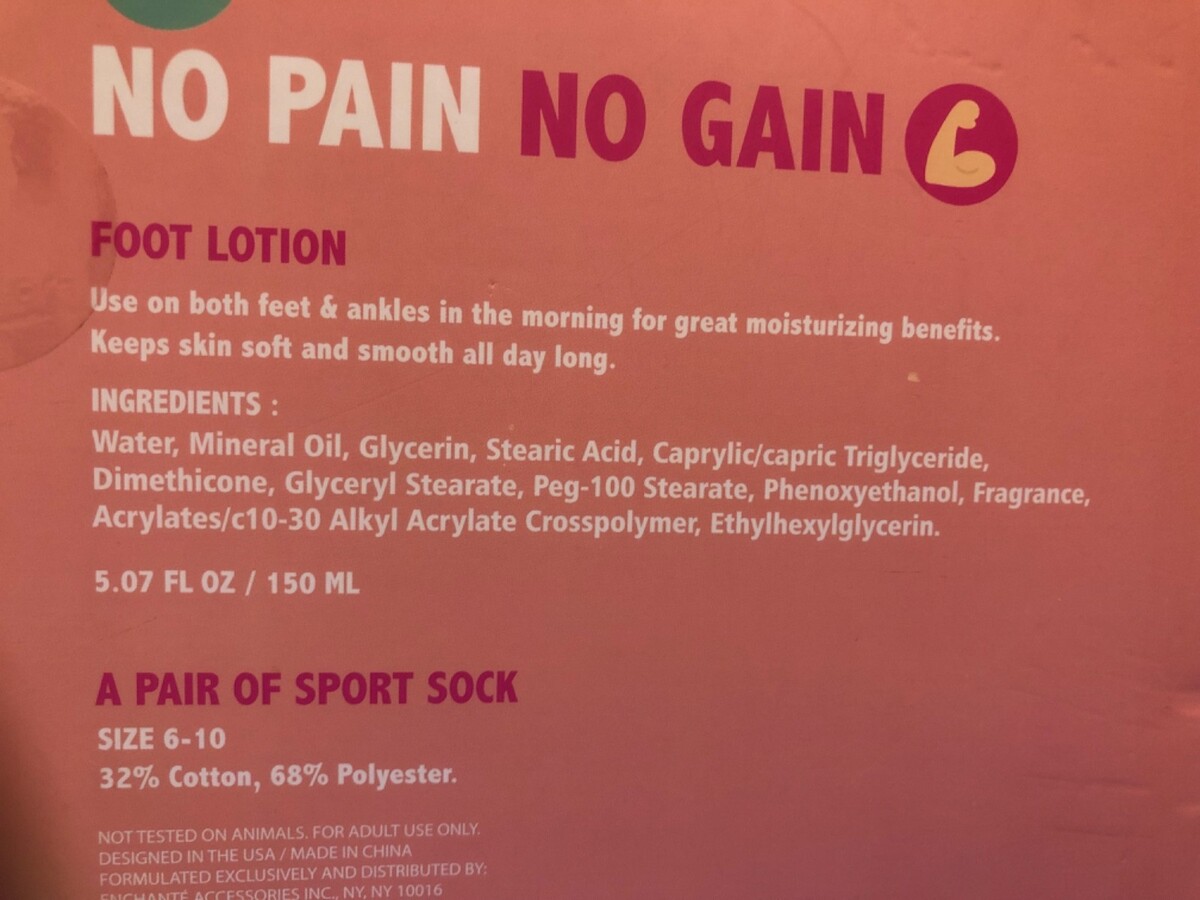 NO PAIN NO GAIN
FOOT LOTION
Use on both feet & ankles in the morning for great moisturizing benefits.
Keeps skin soft and smooth all day long.
INGREDIENTS :
Water, Mineral Oil, Glycerin, Stearic Acid, Caprylic/capric Triglyceride,
Dimethicone, Glyceryl Stearate, Peg-100 Stearate, Phenoxyethanol, Fragrance,
Acrylates/c10-30 Alkyl Acrylate Crosspolymer, Ethylhexylglycerin.
5.07 FL OZ / 150 ML
A PAIR OF SPORT SOCK
SIZE 6-10
32% Cotton, 68% Polyester.
NOT TESTED ON ANIMALS. FOR ADULT USE ONLY.
DESIGNED IN THE USA / MADE IN CHINA
FORMULATED EXCLUSIVELY AND DISTRIBUTED BY:
ENCHANTÉ ACCESSORIES INC., NY, NY 10016